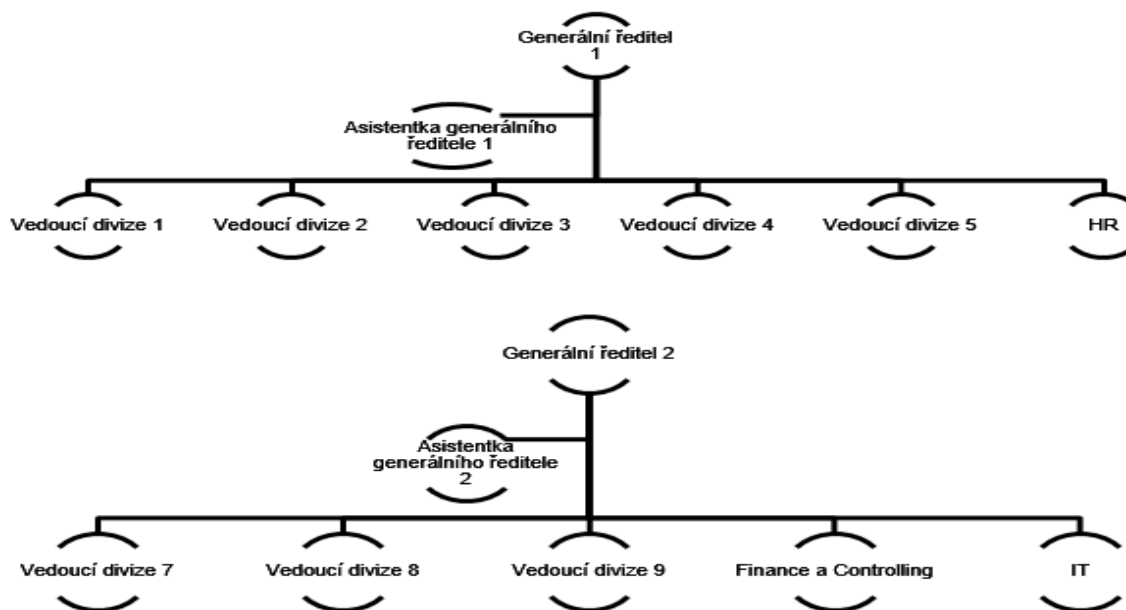 Generální ředitel
1
Asistentka generálního
ředitele 1
Vedoucí divize 1
Vedoucí divize 2
Vedoucí divize 3
Vedoucí divize 4
Vedoucí divize 5
HR
Generální ředitel 2
Asistentka
generálního ředitele
2
Vedoucí divize 7
Vedoucí divize 8
Vedoucí divize 9
Finance a Controlling
IT